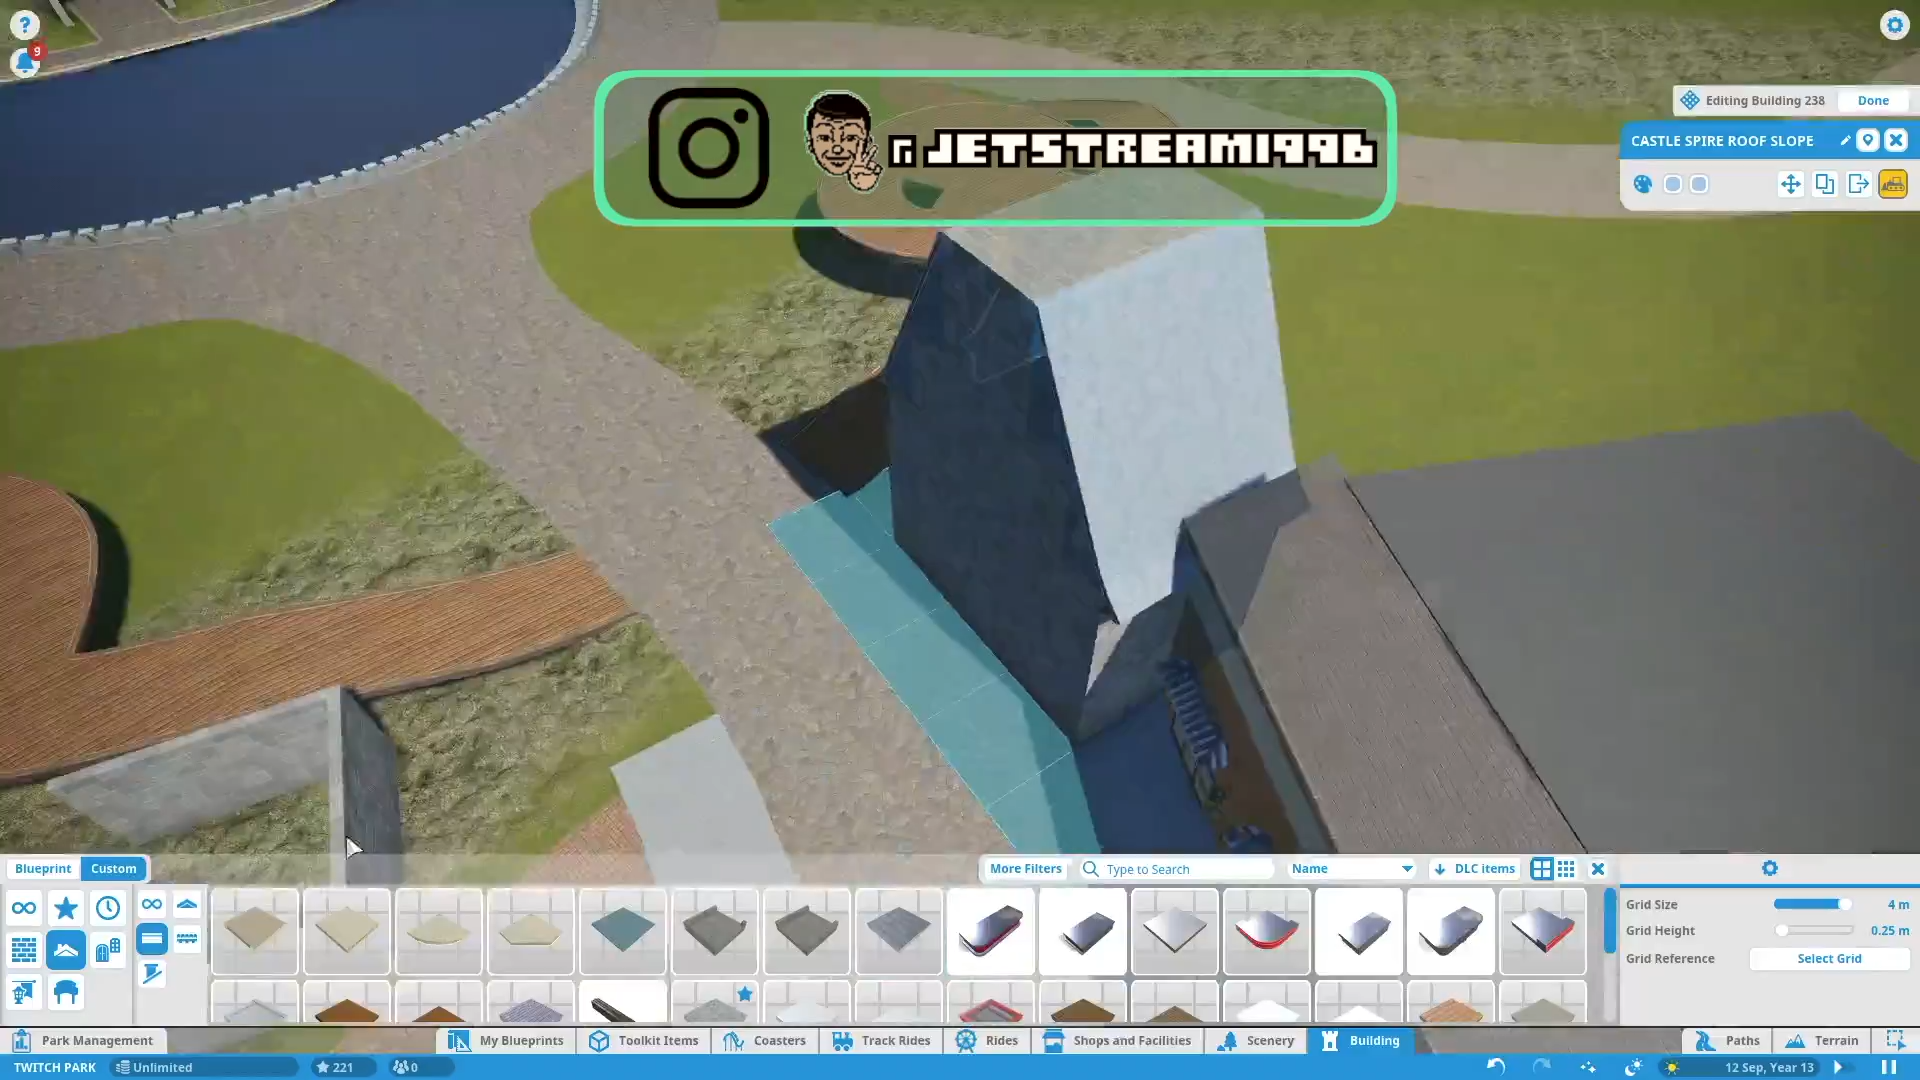 ?
9
@JETSTREAM1996
Editing Building 238
Done
CASTLE SPIRE ROOF SLOPE
Blueprint
Custom
More Filters
Type to Search
Name
DLC items
Grid Size
4 m
Grid Height
0.25 m
Grid Reference
Select Grid
Park Management
My Blueprints
Toolkit Items
Coasters
Track Rides
Rides
Shops and Facilities
Scenery
Building
Paths
Terrain
TWITCH PARK
Unlimited
221
0
12 Sep, Year 13